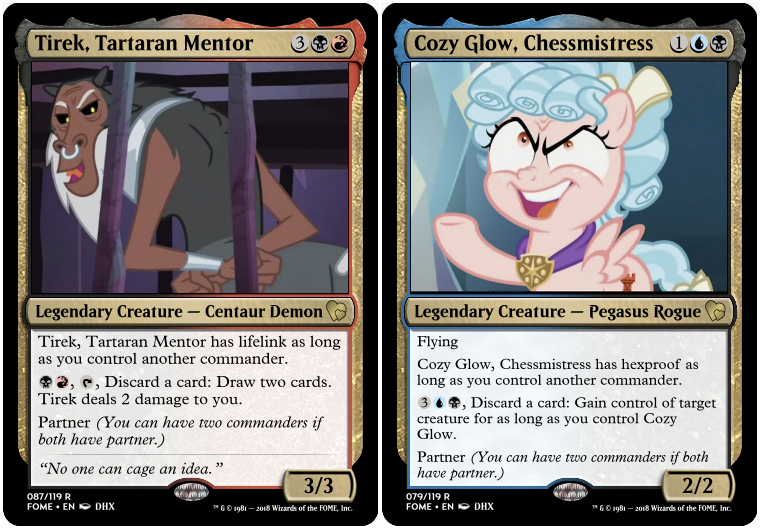 Tirek, Tartaran Mentor 3
Legendary Creature — Centaur Demon
Tirek, Tartaran Mentor has lifelink as long
as you control another commander.
, , Discard a card: Draw two cards.
Tirek deals 2 damage to you.
Partner (You can have two commanders if
both have partner.)
“No one can cage an idea.”
3/3
087/119 R
FOME • EN DHX
™ & © 1981 — 2018 Wizards of the FOME, Inc.
Cozy Glow, Chessmistress 1
Legendary Creature — Pegasus Rogue
Flying
Cozy Glow, Chessmistress has hexproof as
long as you control another commander.
3 , Discard a card: Gain control of target
creature for as long as you control Cozy
Glow.
Partner (You can have two commanders if both
have partner.)
2/2
079/119 R
FOME • EN DHX
™ & © 1981 — 2018 Wizards of the FOME, Inc.